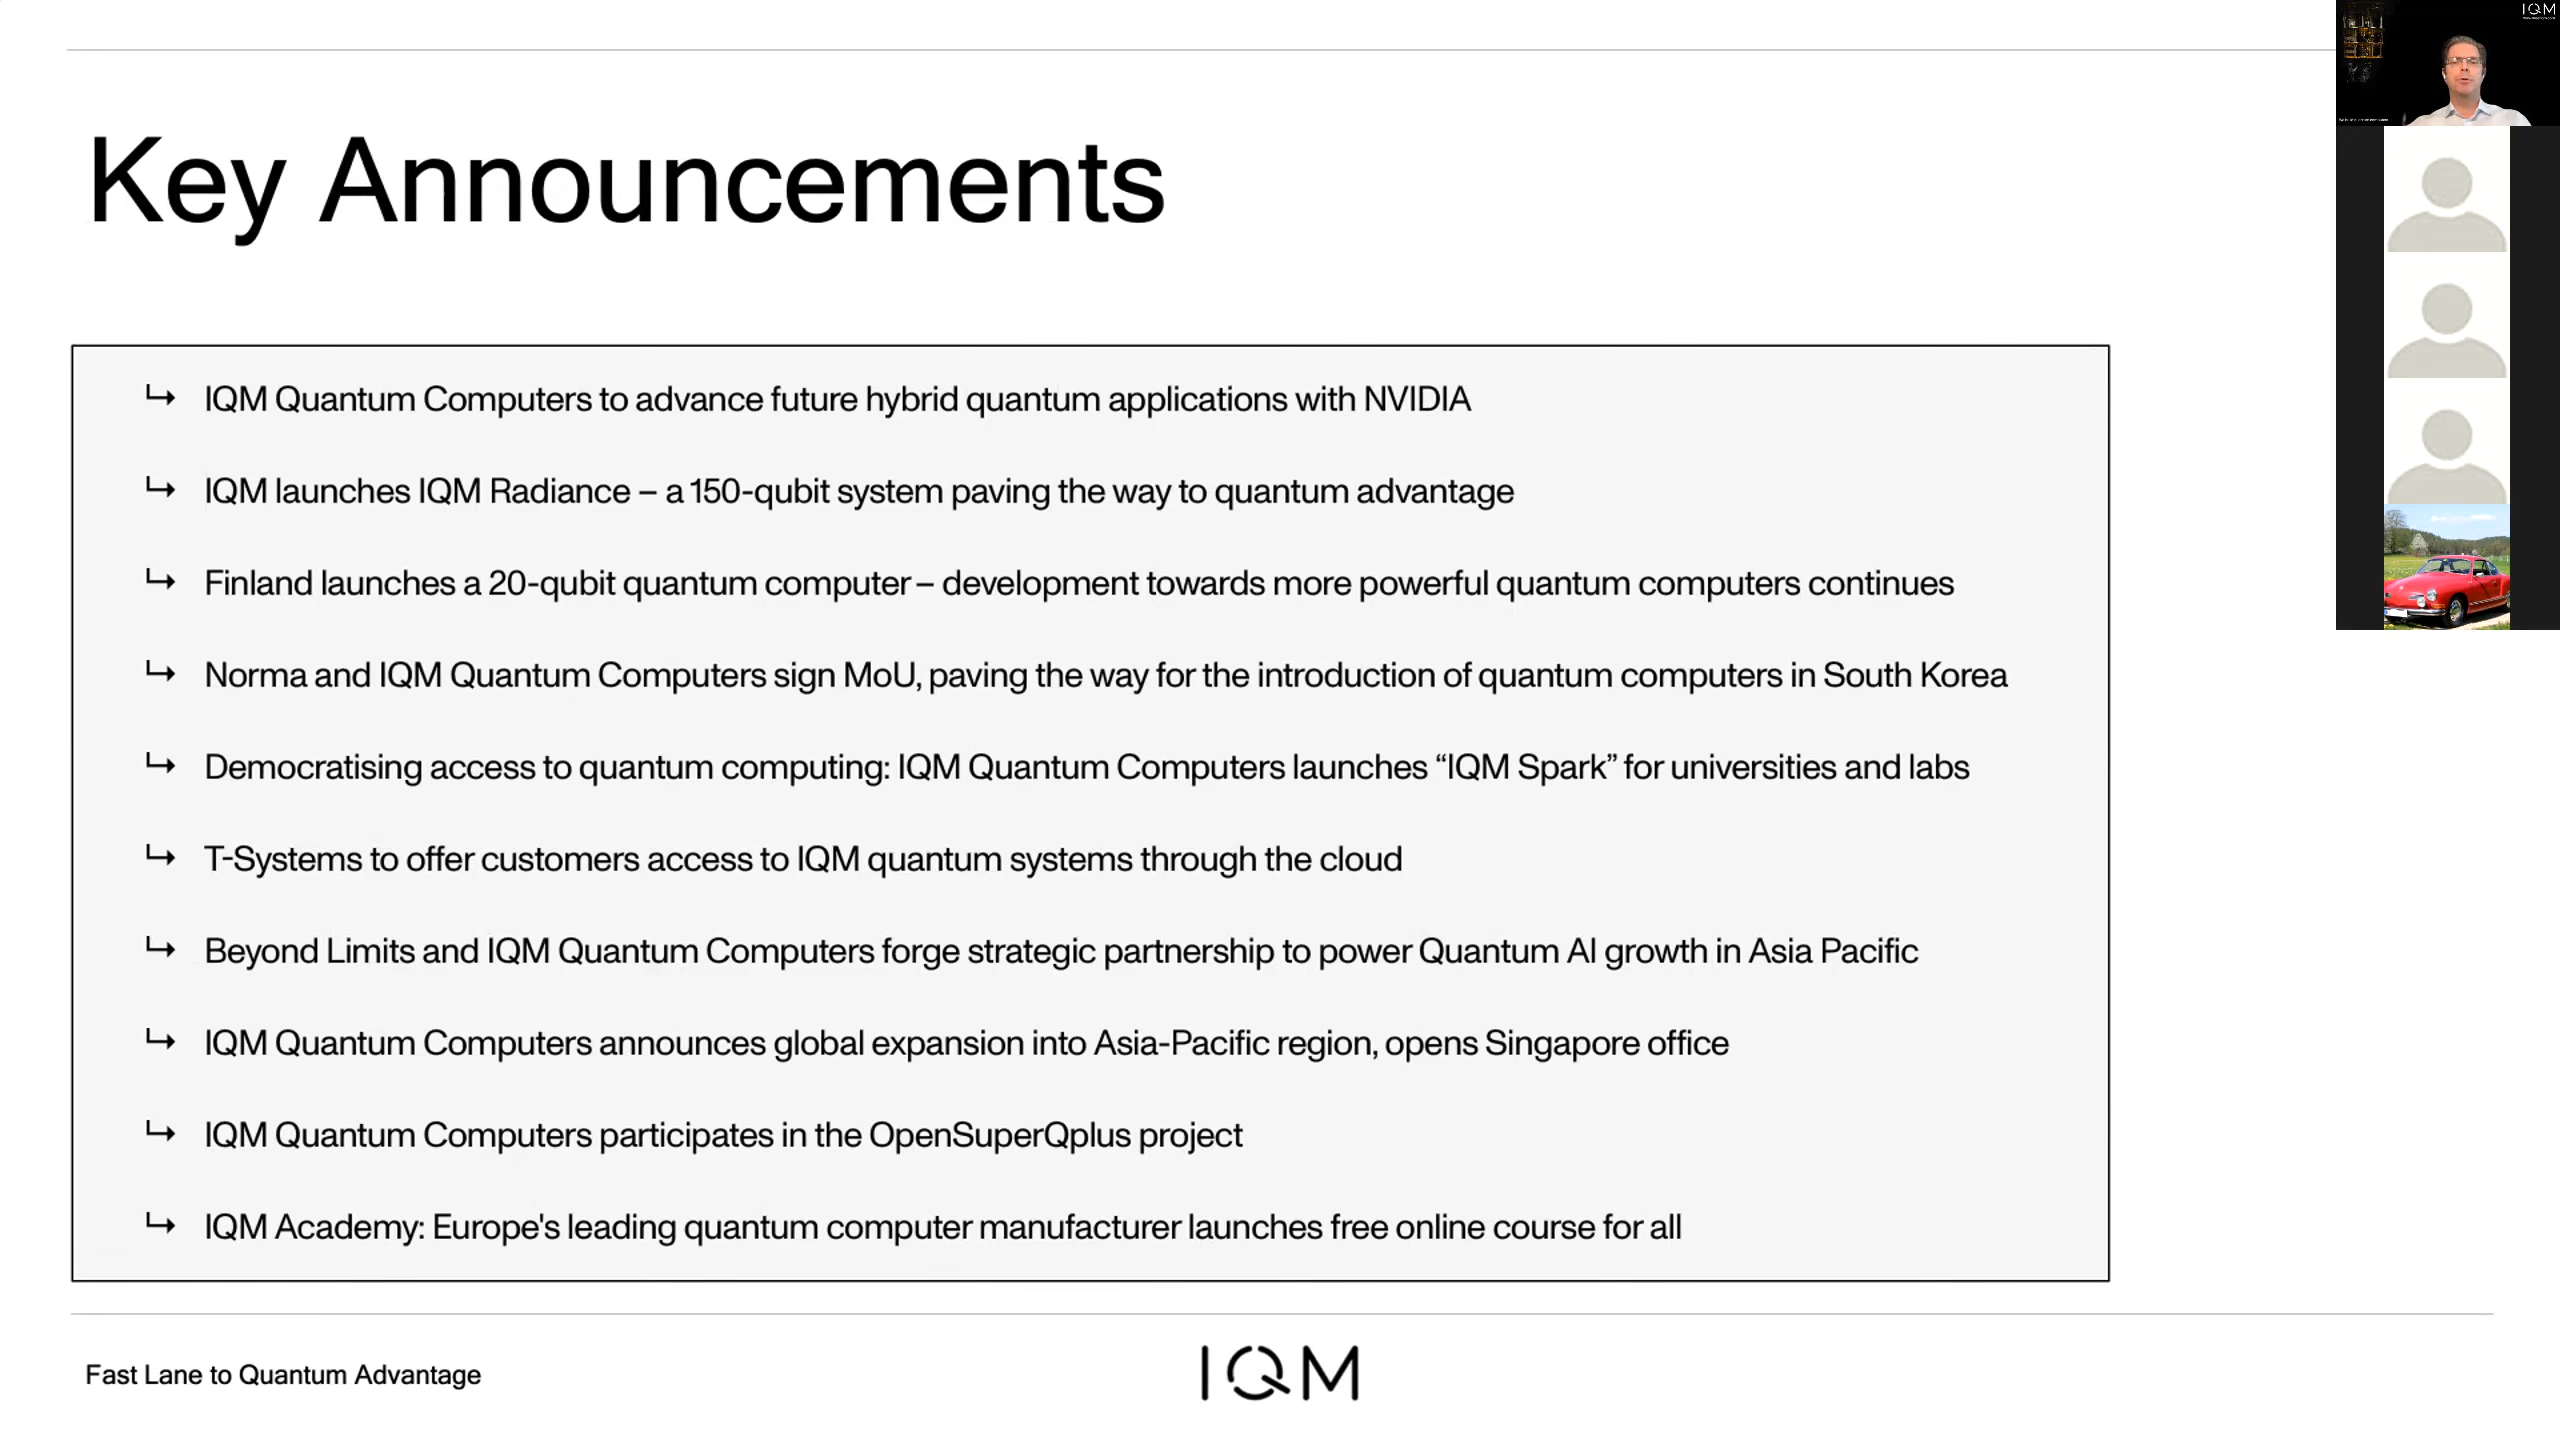 IQM
Key Announcements
↳ IQM Quantum Computers to advance future hybrid quantum applications with NVIDIA
↳ IQM launches IQM Radiance – a 150-qubit system paving the way to quantum advantage
↳ Finland launches a 20-qubit quantum computer – development towards more powerful quantum computers continues
↳ Norma and IQM Quantum Computers sign MoU, paving the way for the introduction of quantum computers in South Korea
↳ Democratising access to quantum computing: IQM Quantum Computers launches “IQM Spark” for universities and labs
↳ T-Systems to offer customers access to IQM quantum systems through the cloud
↳ Beyond Limits and IQM Quantum Computers forge strategic partnership to power Quantum AI growth in Asia Pacific
↳ IQM Quantum Computers announces global expansion into Asia-Pacific region, opens Singapore office
↳ IQM Quantum Computers participates in the OpenSuperQplus project
↳ IQM Academy: Europe's leading quantum computer manufacturer launches free online course for all
Fast Lane to Quantum Advantage
IQM